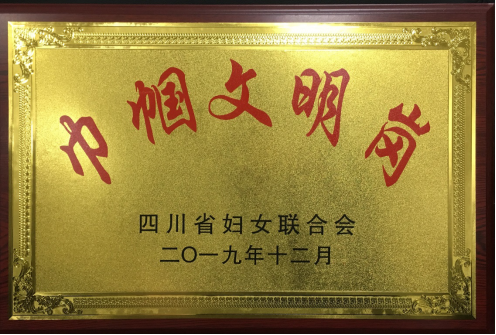 巾帼文明岗
四川省妇女联合会
二〇一九年十二月